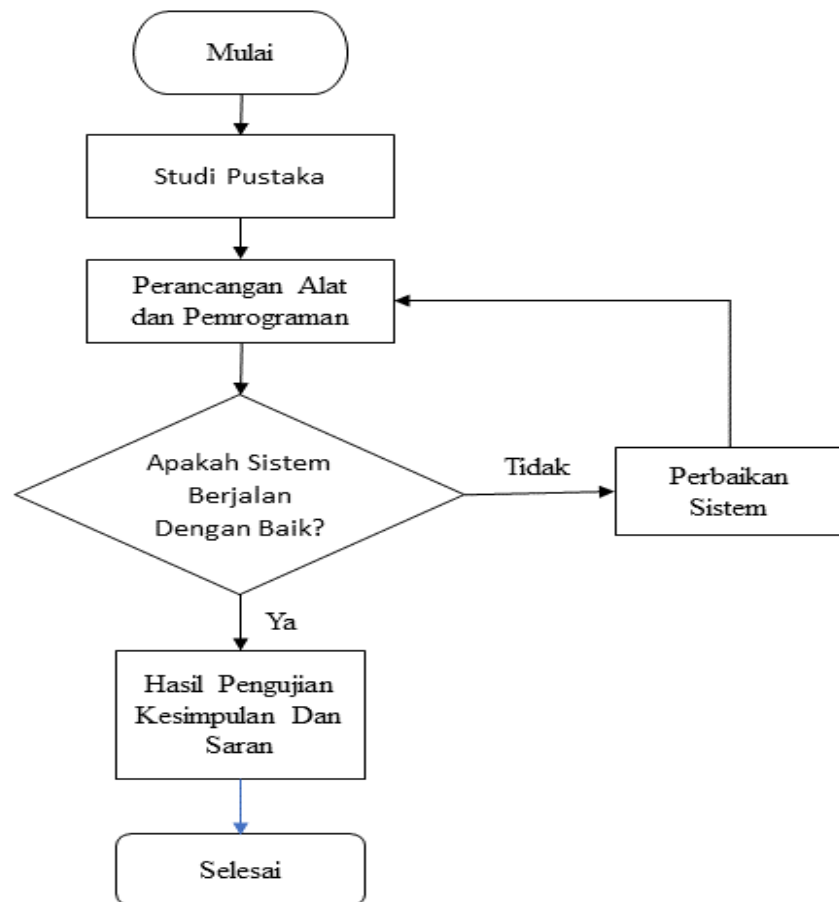 Mulai
Studi Pustaka
Perancangan Alat
dan Pemrograman
Apakah Sistem
Berjalan
Dengan Baik?
Tidak
Perbaikan
Sistem
Ya
Hasil Pengujian
Kesimpulan Dan
Saran
Selesai